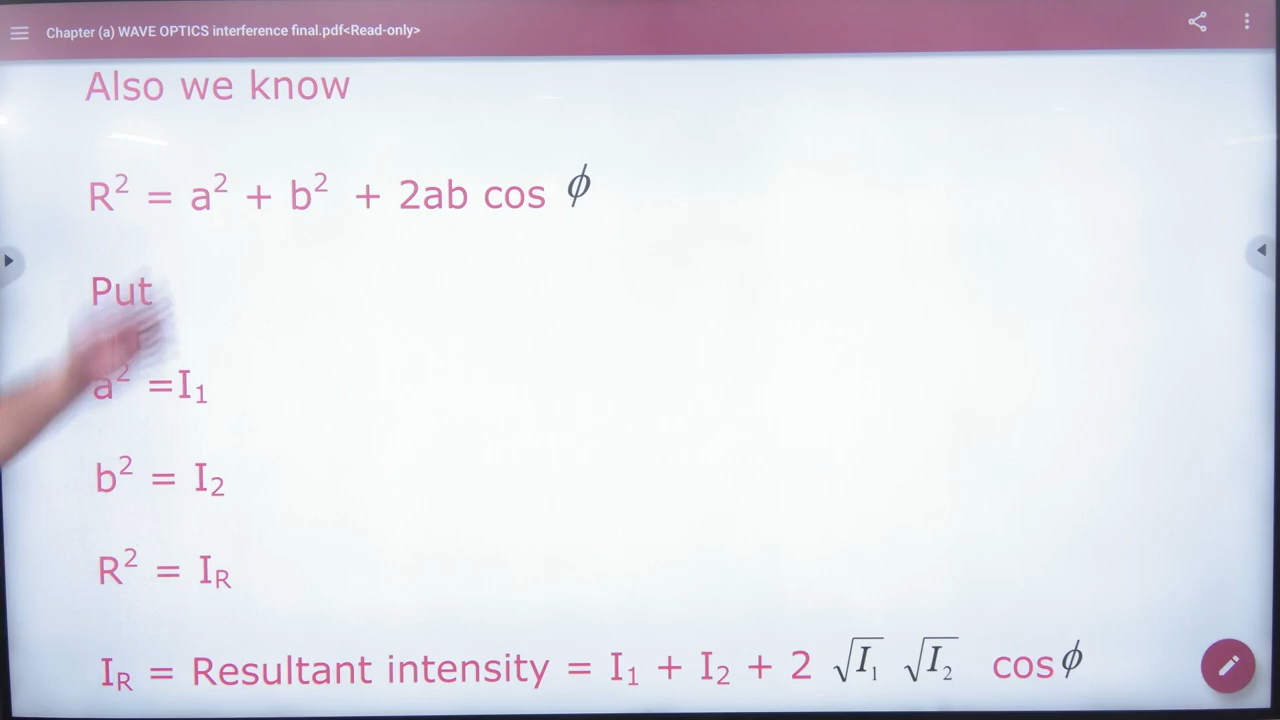 Chapter (a) WAVE OPTICS interference final.pdf<Read-only>
Also we know
R² = a² + b² + 2ab cos ϕ
Put
a² =I₁
b² = I₂
R² = I_R
I_R = Resultant intensity = I₁ + I₂ + 2 √I₁ √I₂ cos ϕ